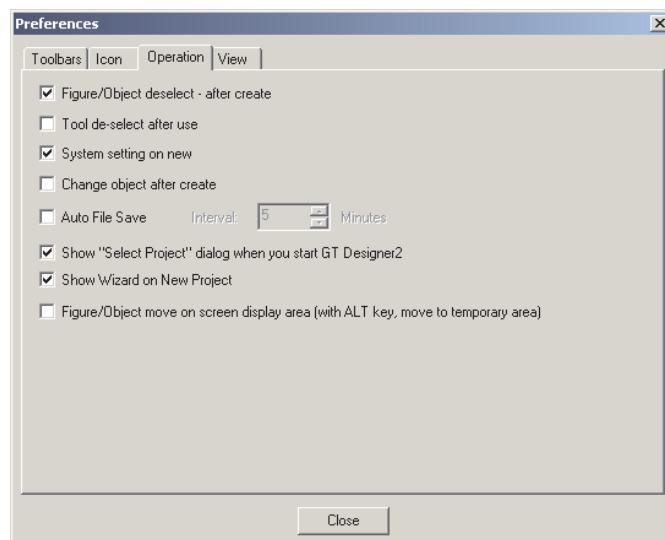 Preferences
Toolbars Icon Operation View
Figure/Object deselect - after create
Tool de-select after use
System setting on new
Change object after create
Auto File Save Interval: 5 Minutes
Show "Select Project" dialog when you start GT Designer2
Show Wizard on New Project
Figure/Object move on screen display area (with ALT key, move to temporary area)
Close